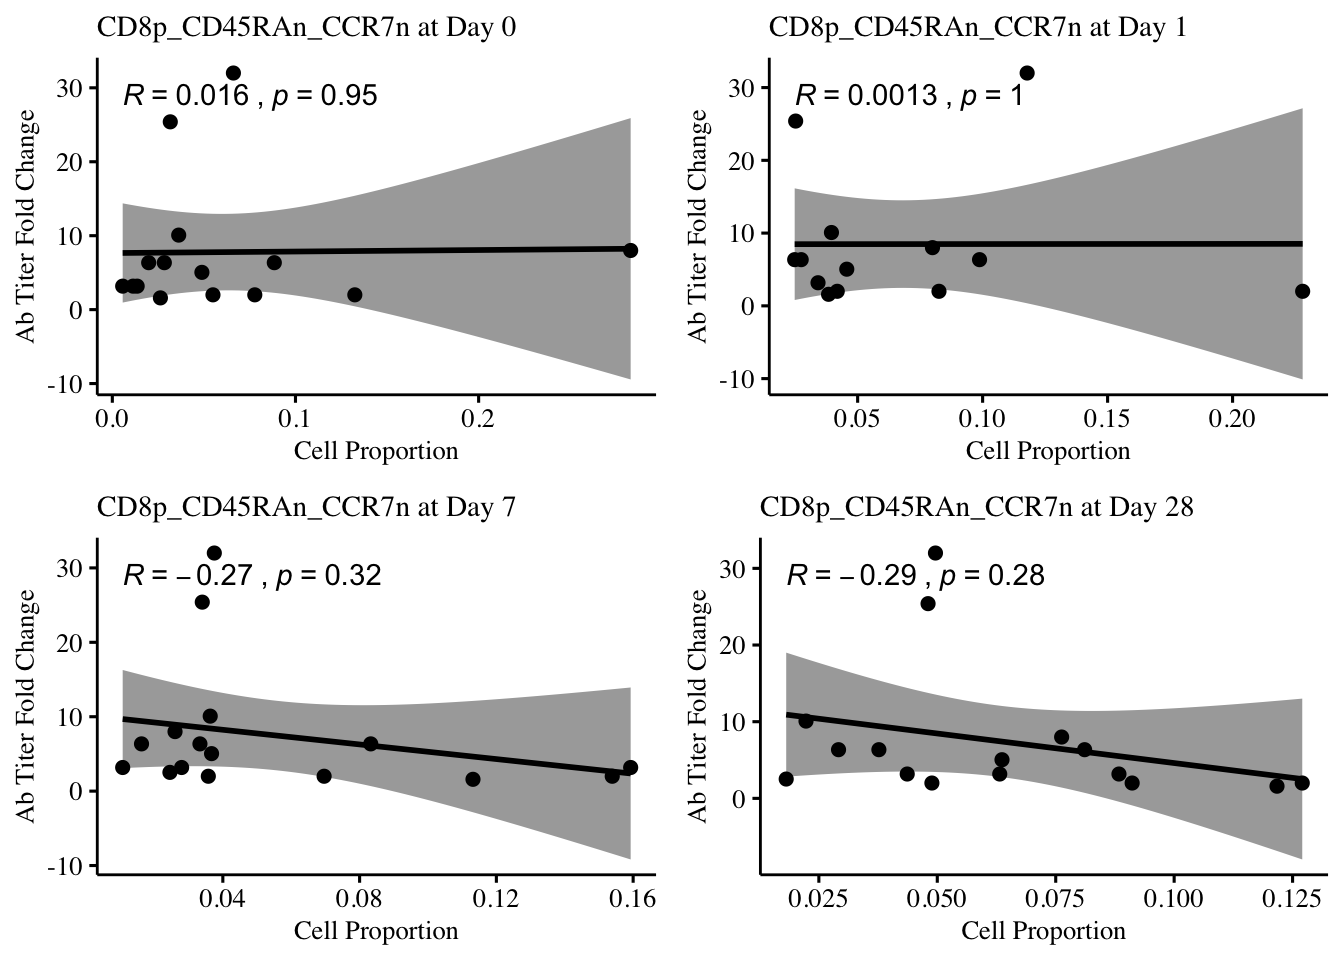 CD8p_CD45RAn_CCR7n at Day 0
R = 0.016 , p = 0.95
30
20
10
0
-10
Ab Titer Fold Change
0.0 0.1 0.2
Cell Proportion
CD8p_CD45RAn_CCR7n at Day 1
R = 0.0013 , p = 1
30
20
10
0
-10
Ab Titer Fold Change
0.05 0.10 0.15 0.20
Cell Proportion
CD8p_CD45RAn_CCR7n at Day 7
R = −0.27 , p = 0.32
30
20
10
0
-10
Ab Titer Fold Change
0.04 0.08 0.12 0.16
Cell Proportion
CD8p_CD45RAn_CCR7n at Day 28
R = −0.29 , p = 0.28
30
20
10
0
Ab Titer Fold Change
0.025 0.050 0.075 0.100 0.125
Cell Proportion